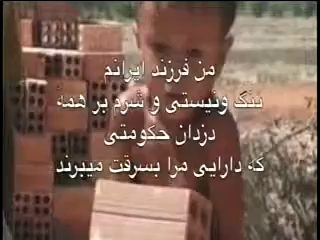 من فرزند ایرانم
ننگ ونیستی و شرم بر همه
دزدان حکومتی
که دارایی مرا بسرقت میبرند